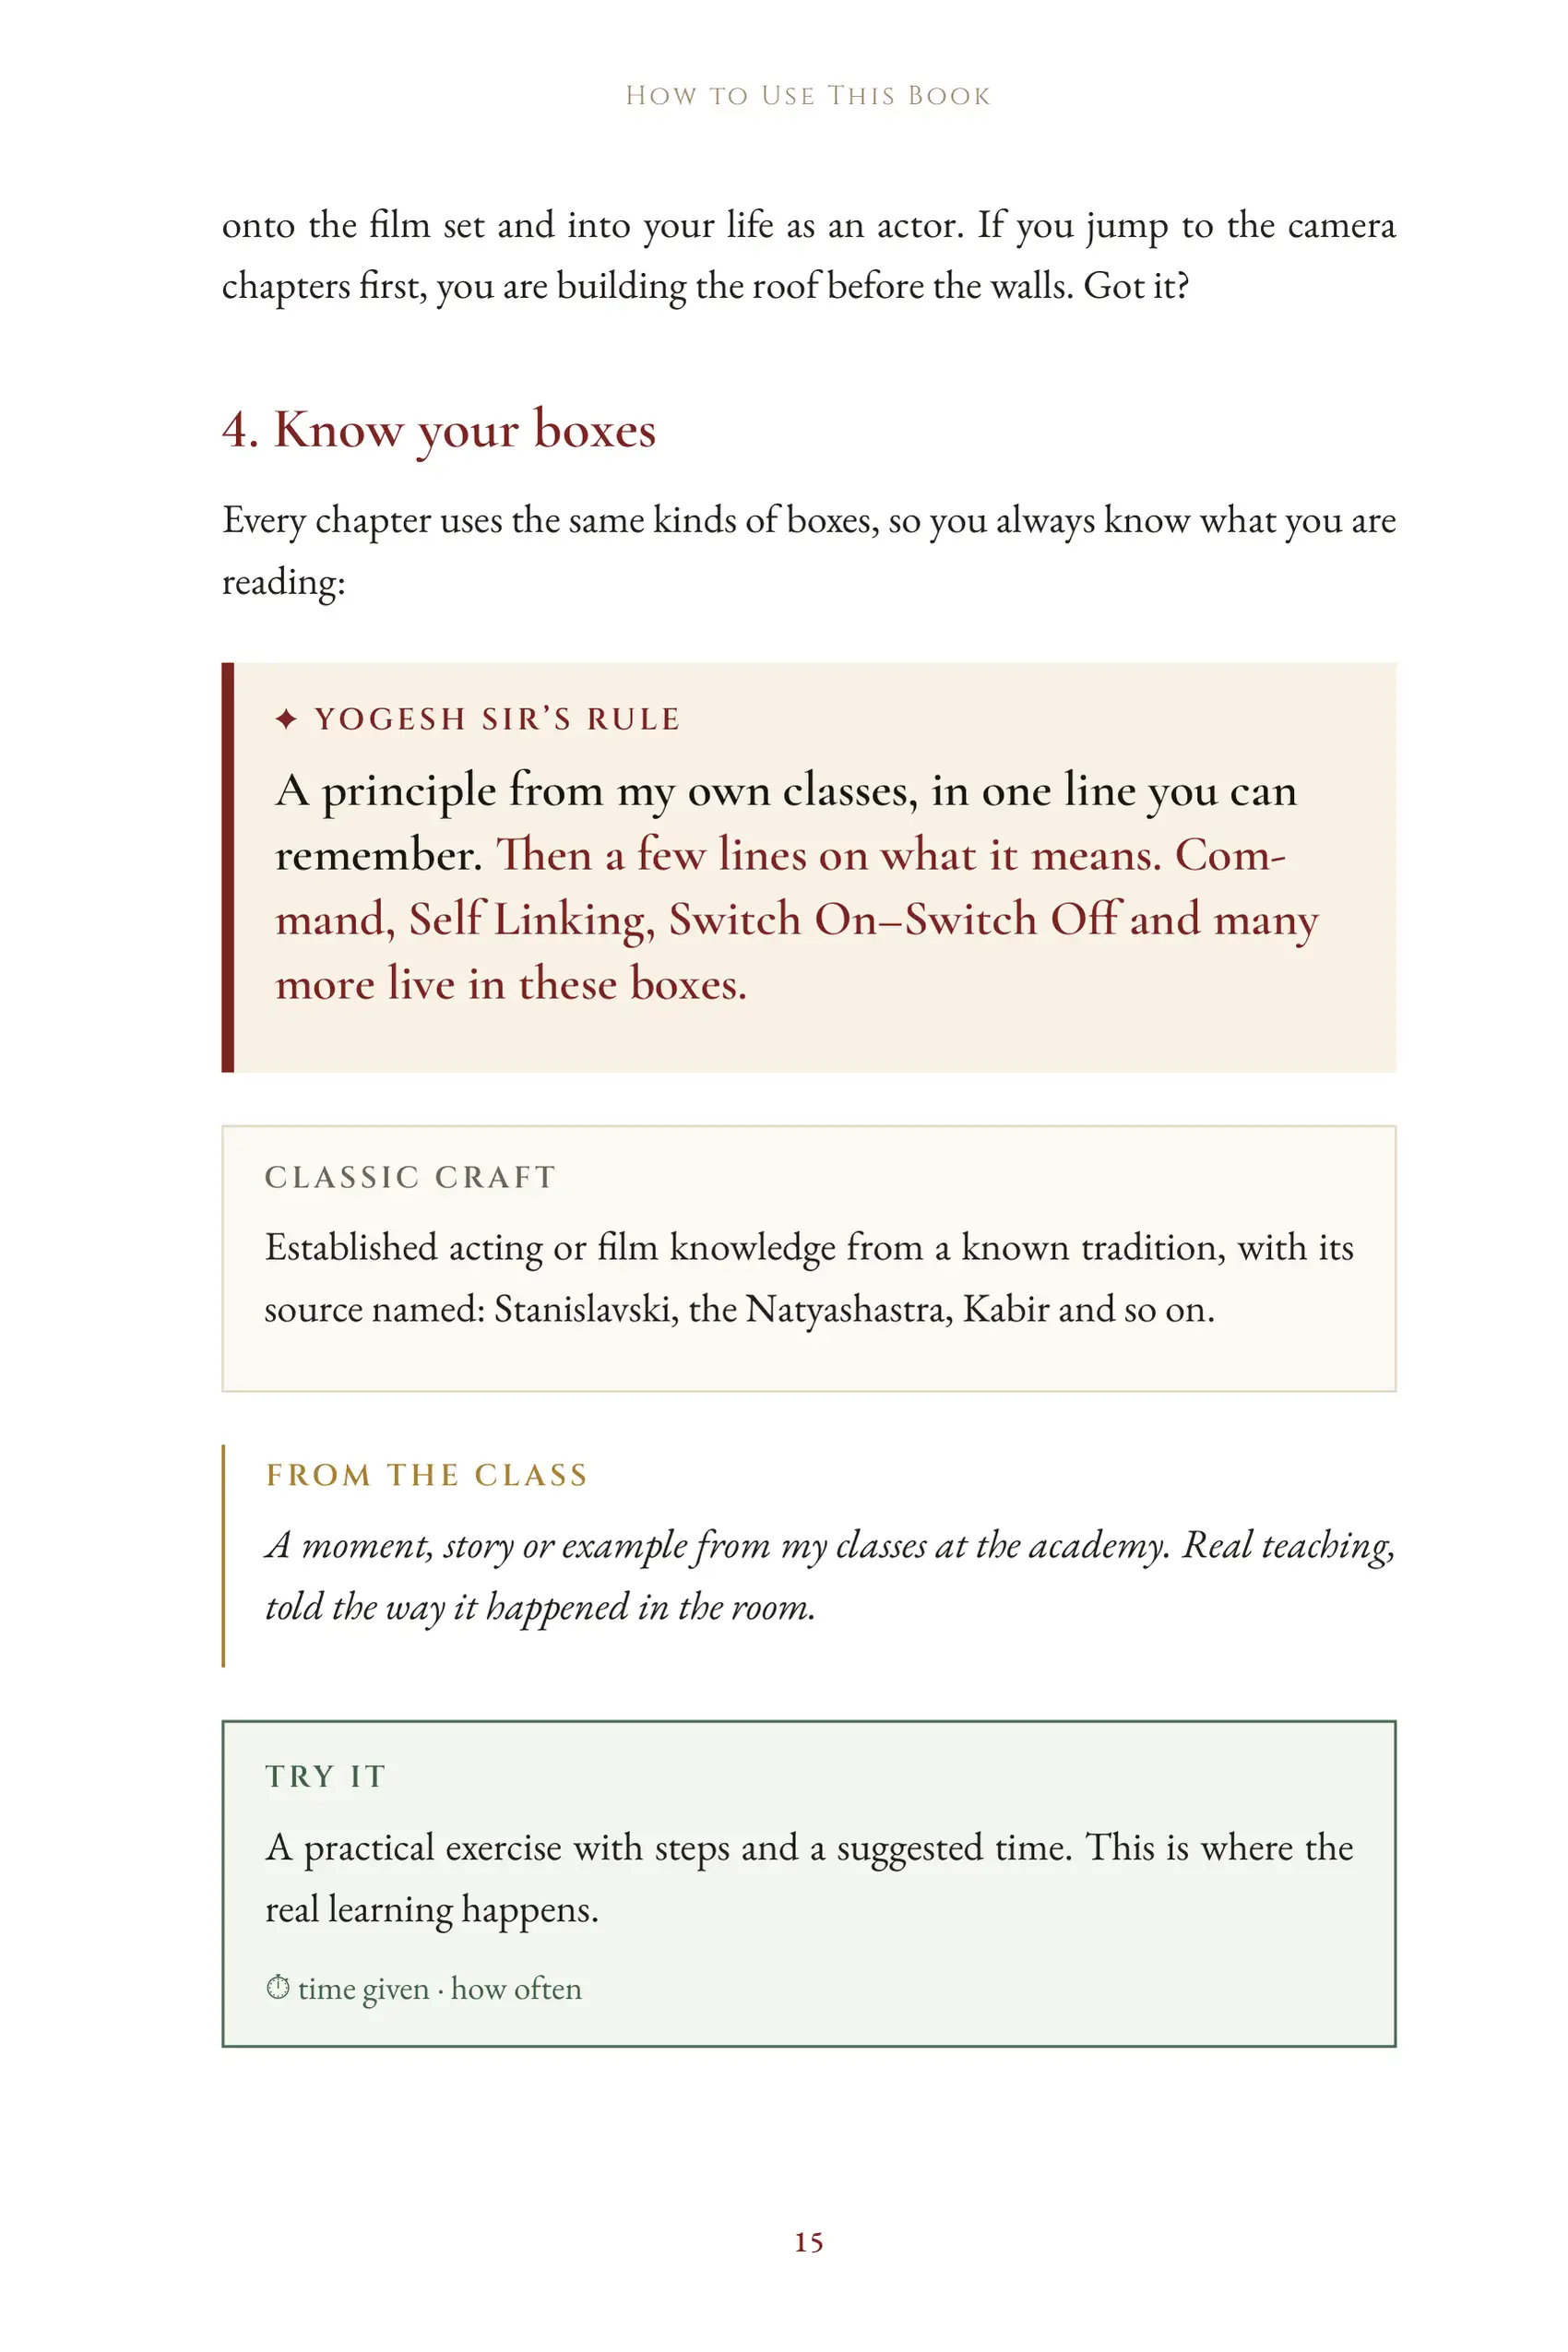 How to Use This Book
onto the film set and into your life as an actor. If you jump to the camera
chapters first, you are building the roof before the walls. Got it?
4. Know your boxes
Every chapter uses the same kinds of boxes, so you always know what you are
reading:
✦ YOGESH SIR’S RULE
A principle from my own classes, in one line you can
remember. Then a few lines on what it means. Com-
mand, Self Linking, Switch On–Switch Off and many
more live in these boxes.
CLASSIC CRAFT
Established acting or film knowledge from a known tradition, with its
source named: Stanislavski, the Natyashastra, Kabir and so on.
FROM THE CLASS
A moment, story or example from my classes at the academy. Real teaching,
told the way it happened in the room.
TRY IT
A practical exercise with steps and a suggested time. This is where the
real learning happens.
⏱ time given · how often
15